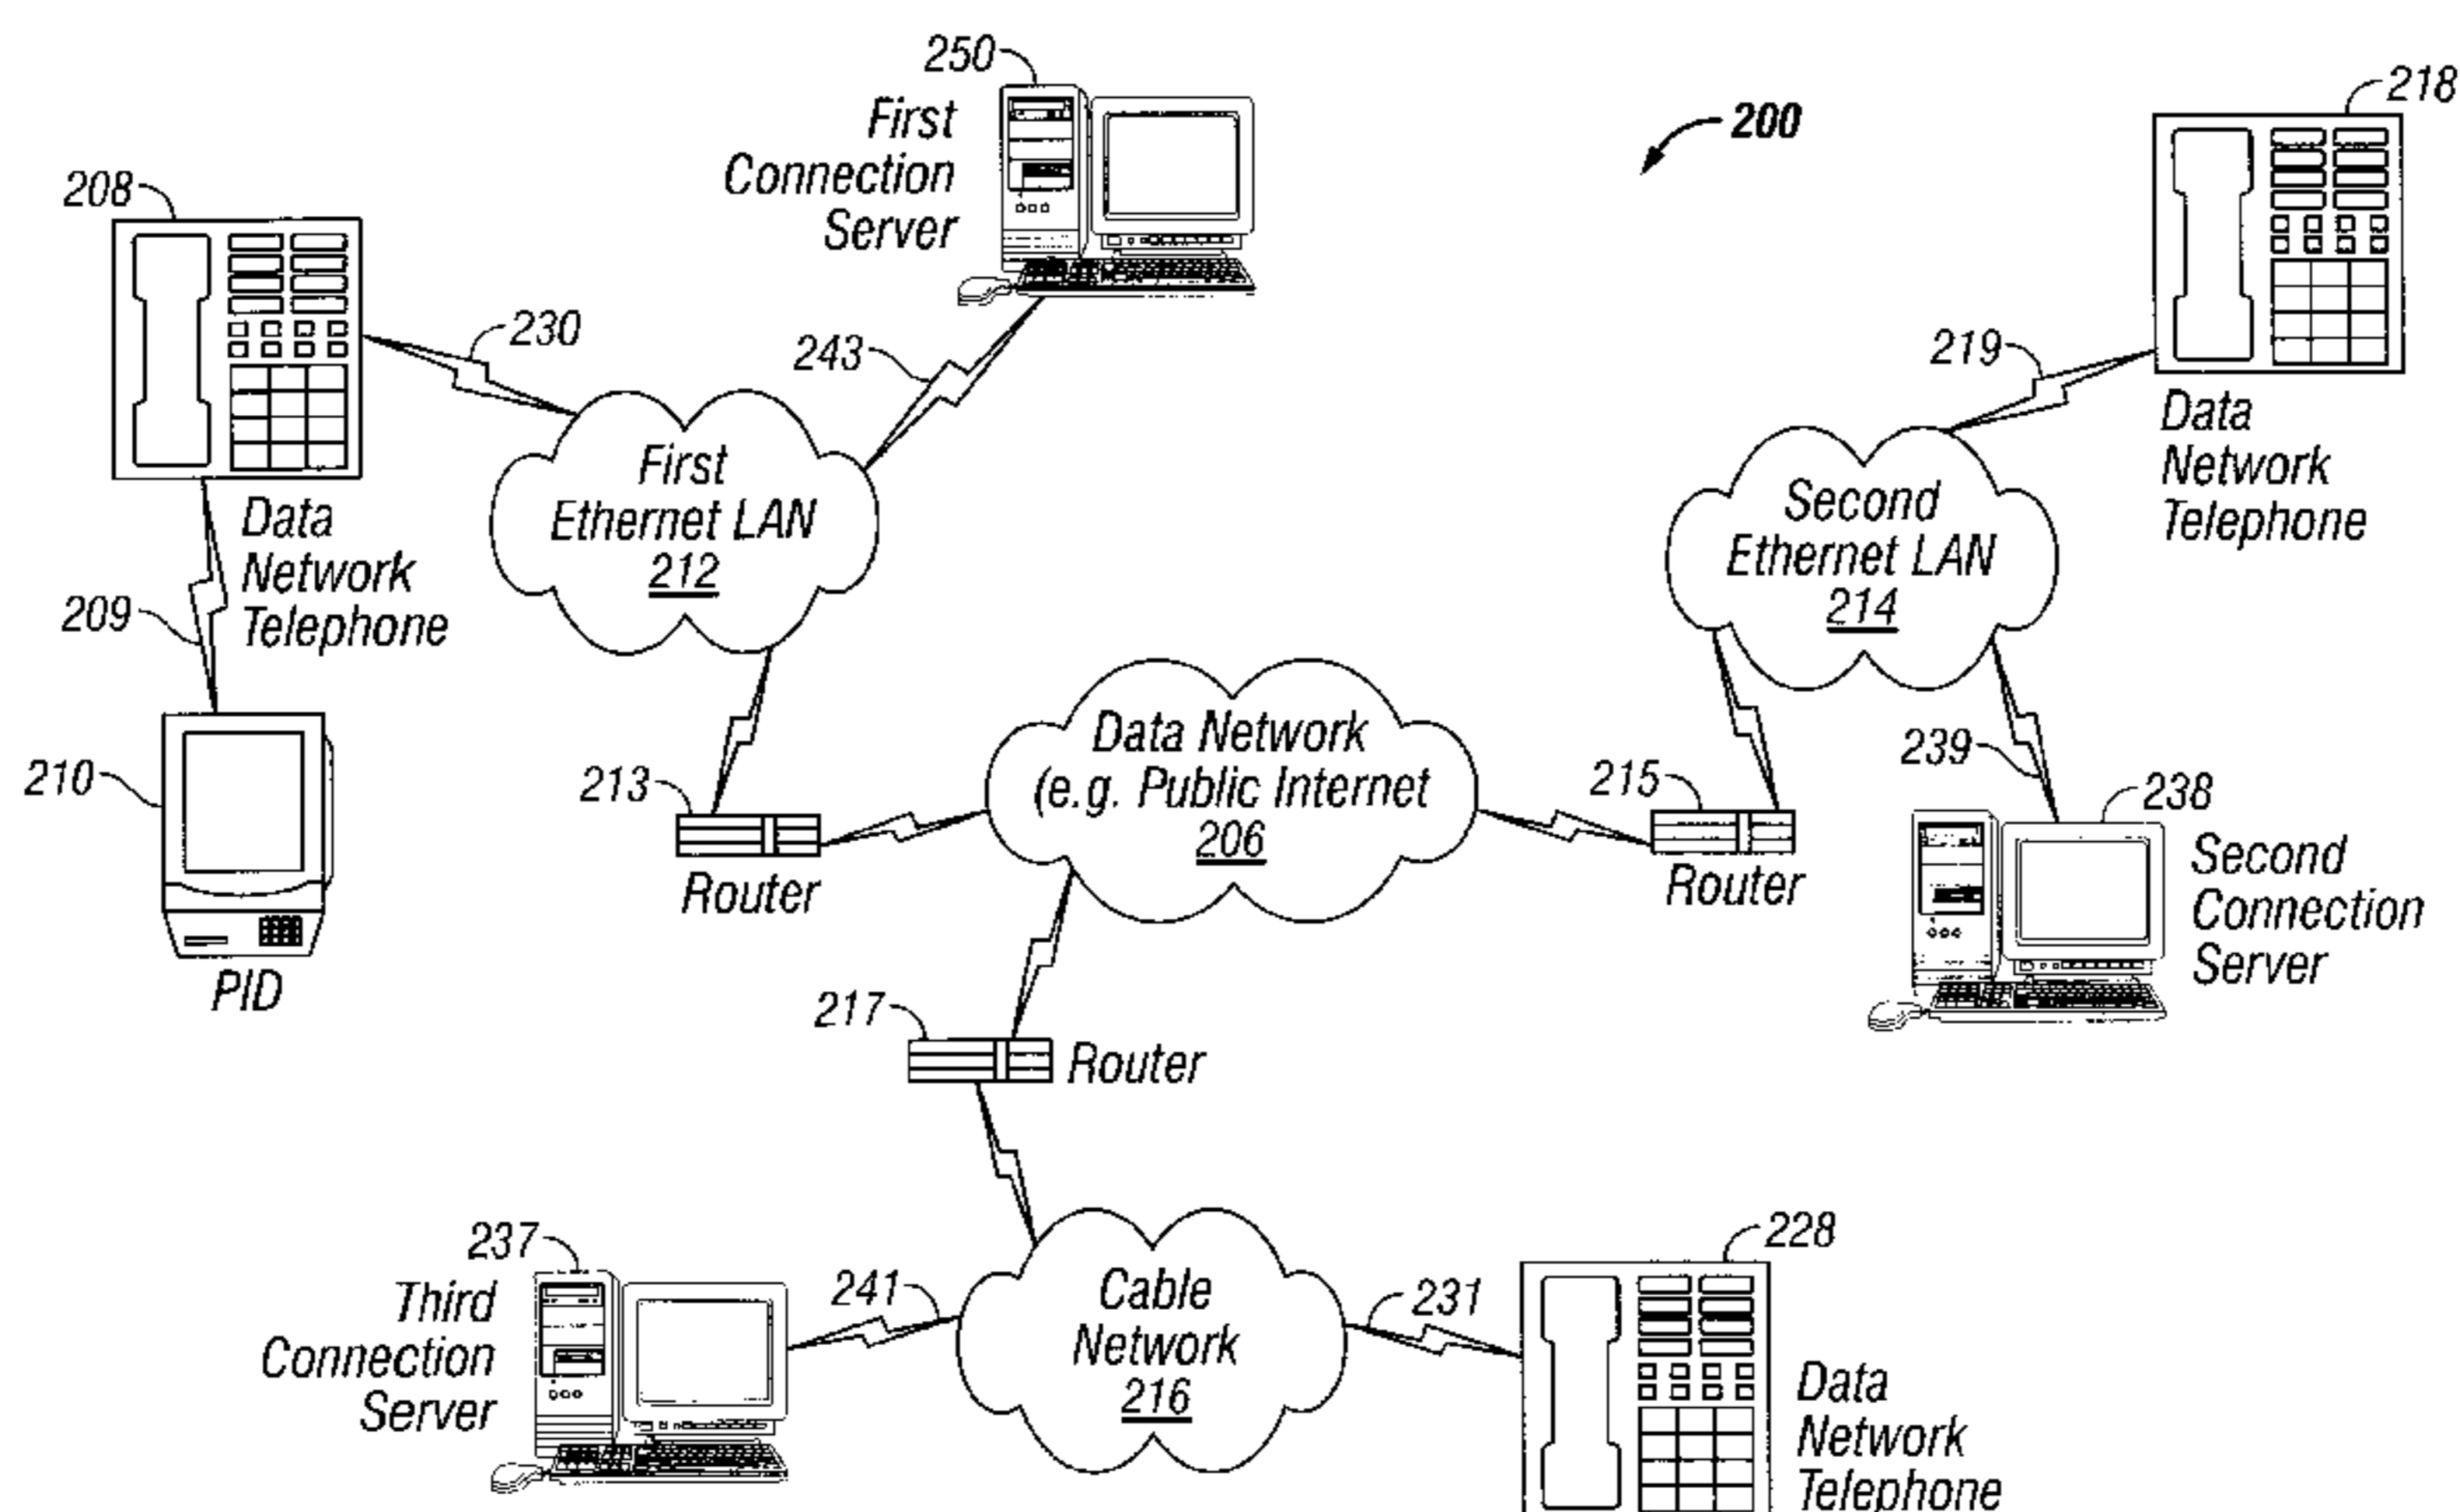 250
First
Connection
Server
200
218
208
230
243
219
Data
Network
Telephone
First
Ethernet LAN
212
Second
Ethernet LAN
214
Data
Network
Telephone
209
210
PID
213
Router
Data Network
(e.g. Public Internet
206
215
Router
239
238
Second
Connection
Server
217
Router
237
Third
Connection
Server
241
Cable
Network
216
231
228
Data
Network
Telephone